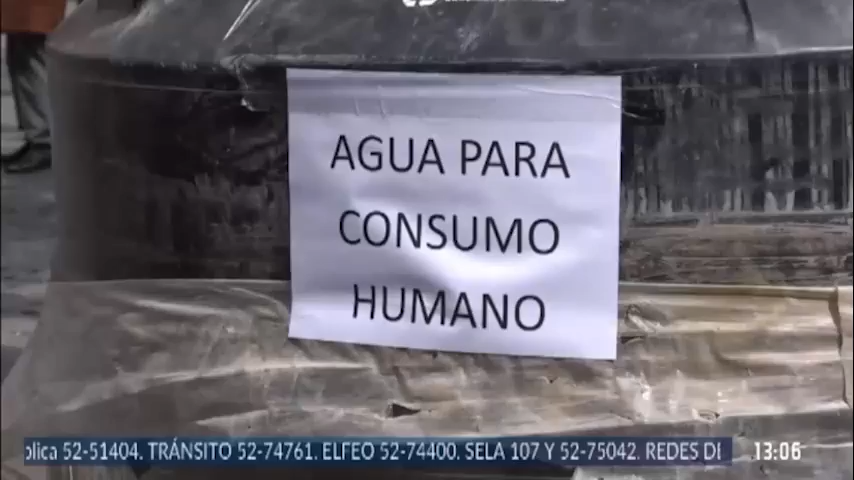 AGUA PARA
CONSUMO
HUMANO
52-51404. TRÁNSITO 52-74761. ELFEO 52-74400. SELA 107 Y 52-75042. REDES
13:06